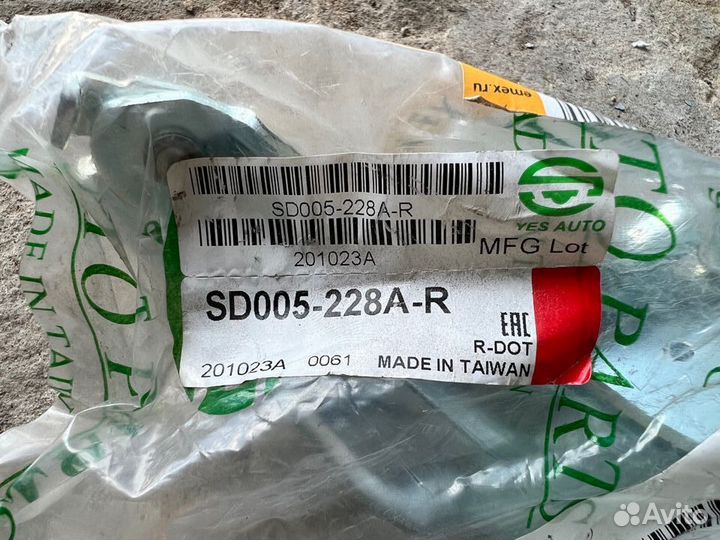 emex.ru
SD005-228A-R
YES AUTO
201023A
MFG Lot
SD005-228A-R
EAC
R-DOT
201023A 0061 MADE IN TAIWAN
MADE IN TAIW
Avito